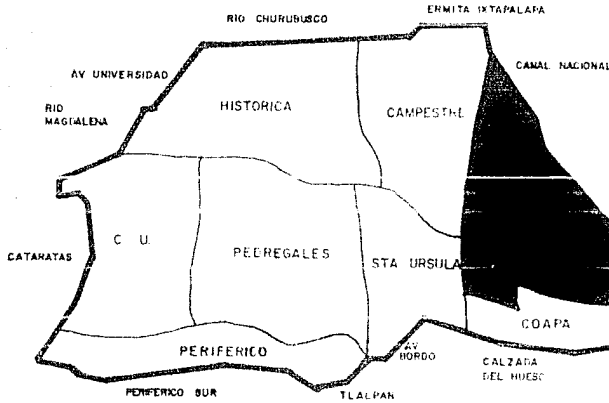 ERMITA IXTAPALAPA
RIO CHURUBUSCO
CANAL NACIONAL
AV UNIVERSIDAD
RIO
MAGDALENA
HISTORICA
CAMPESTRE
C. U.
PEDREGALES
STA URSULA
CATARATAS
COAPA
PERIFERICO
AV
BORDO
CALZADA
DEL HUESO
PERIFERICO SUR
TLALPAN